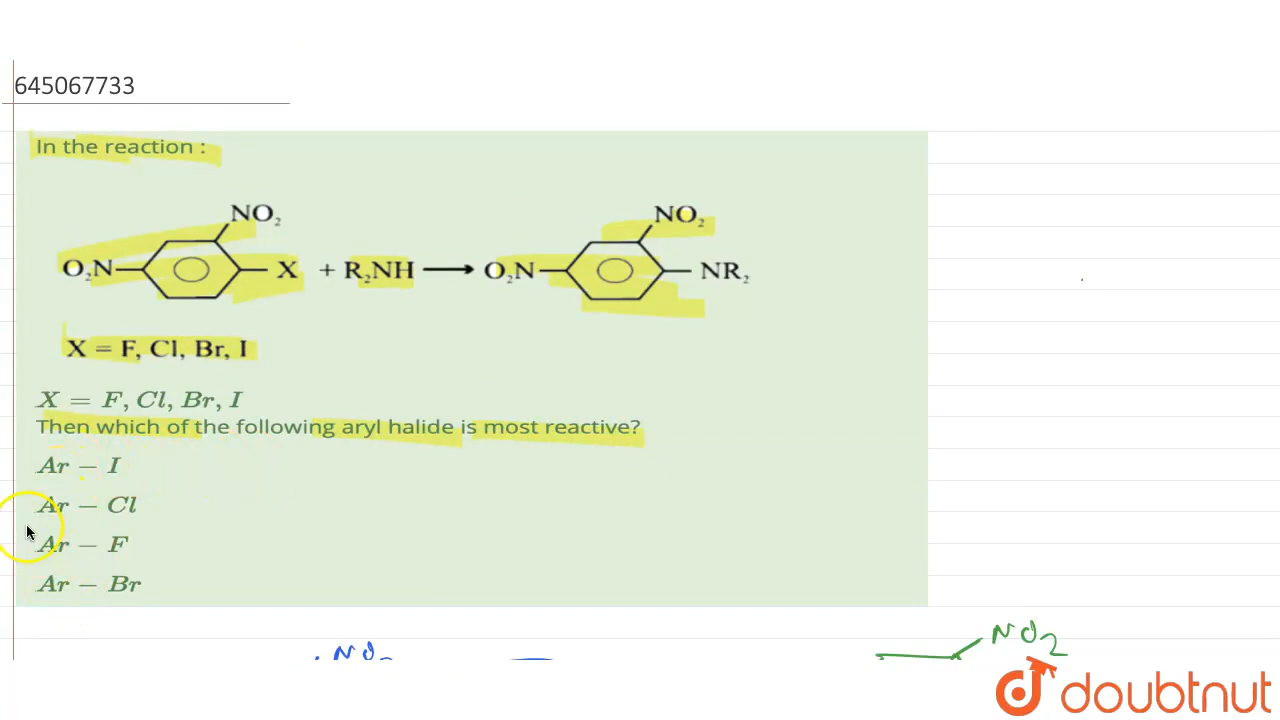 645067733
In the reaction :
NO₂ NO₂
O₂N X + R₂NH ⟶ O₂N NR₂
X = F, Cl, Br, I
X = F, Cl, Br, I
Then which of the following aryl halide is most reactive?
Ar − I
Ar − Cl
Ar − F
Ar − Br
NO2
doubtnut